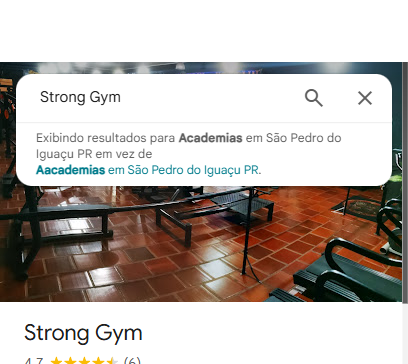 Strong Gym
Exibindo resultados para Academias em São Pedro do
Iguaçu PR em vez de
Aacademias em São Pedro do Iguaçu PR.
Strong Gym
4,7 (6)